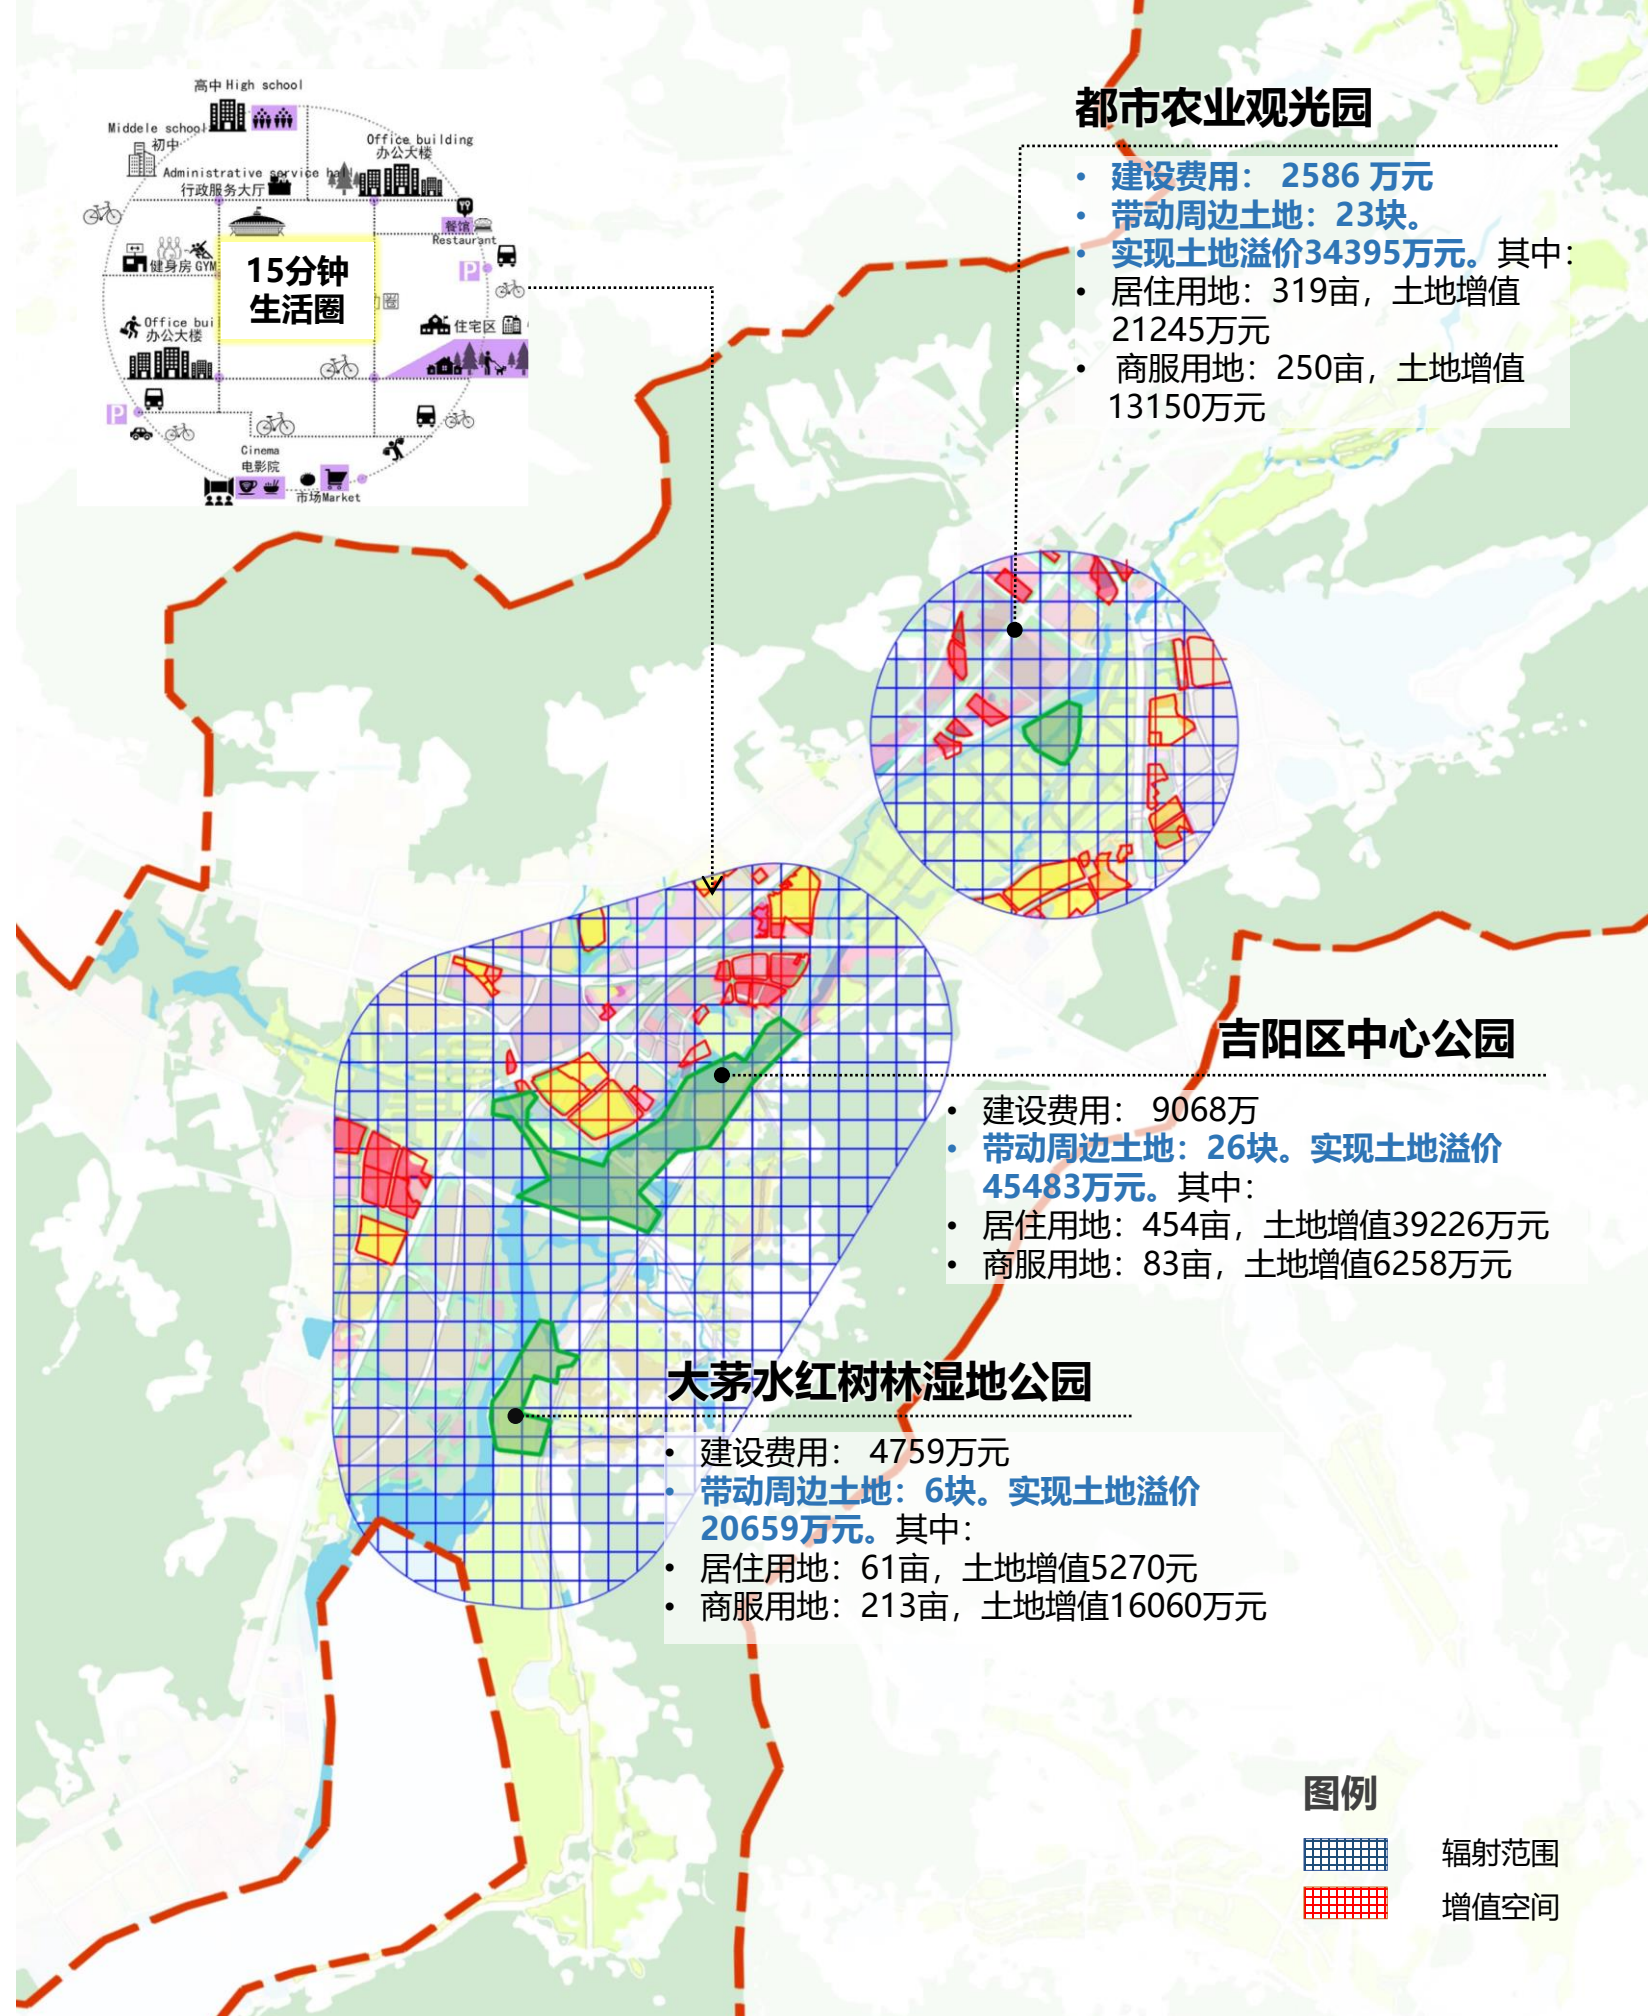 高中 High school
Middele school
初中
Office building
办公大楼
Administrative service hall
行政服务大厅
餐馆
Restaurant
健身房 GYM
P
15分钟
生活圈
圈
Office bui
办公大楼
住宅区
P
Cinema
电影院
市场Market
都市农业观光园
• 建设费用： 2586 万元
• 带动周边土地：23块。
• 实现土地溢价34395万元。其中：
• 居住用地：319亩，土地增值
21245万元
• 商服用地：250亩，土地增值
13150万元
吉阳区中心公园
• 建设费用： 9068万
• 带动周边土地：26块。实现土地溢价
45483万元。其中：
• 居住用地：454亩，土地增值39226万元
• 商服用地：83亩，土地增值6258万元
大茅水红树林湿地公园
• 建设费用： 4759万元
• 带动周边土地：6块。实现土地溢价
20659万元。其中：
• 居住用地：61亩，土地增值5270元
• 商服用地：213亩，土地增值16060万元
图例
辐射范围
增值空间